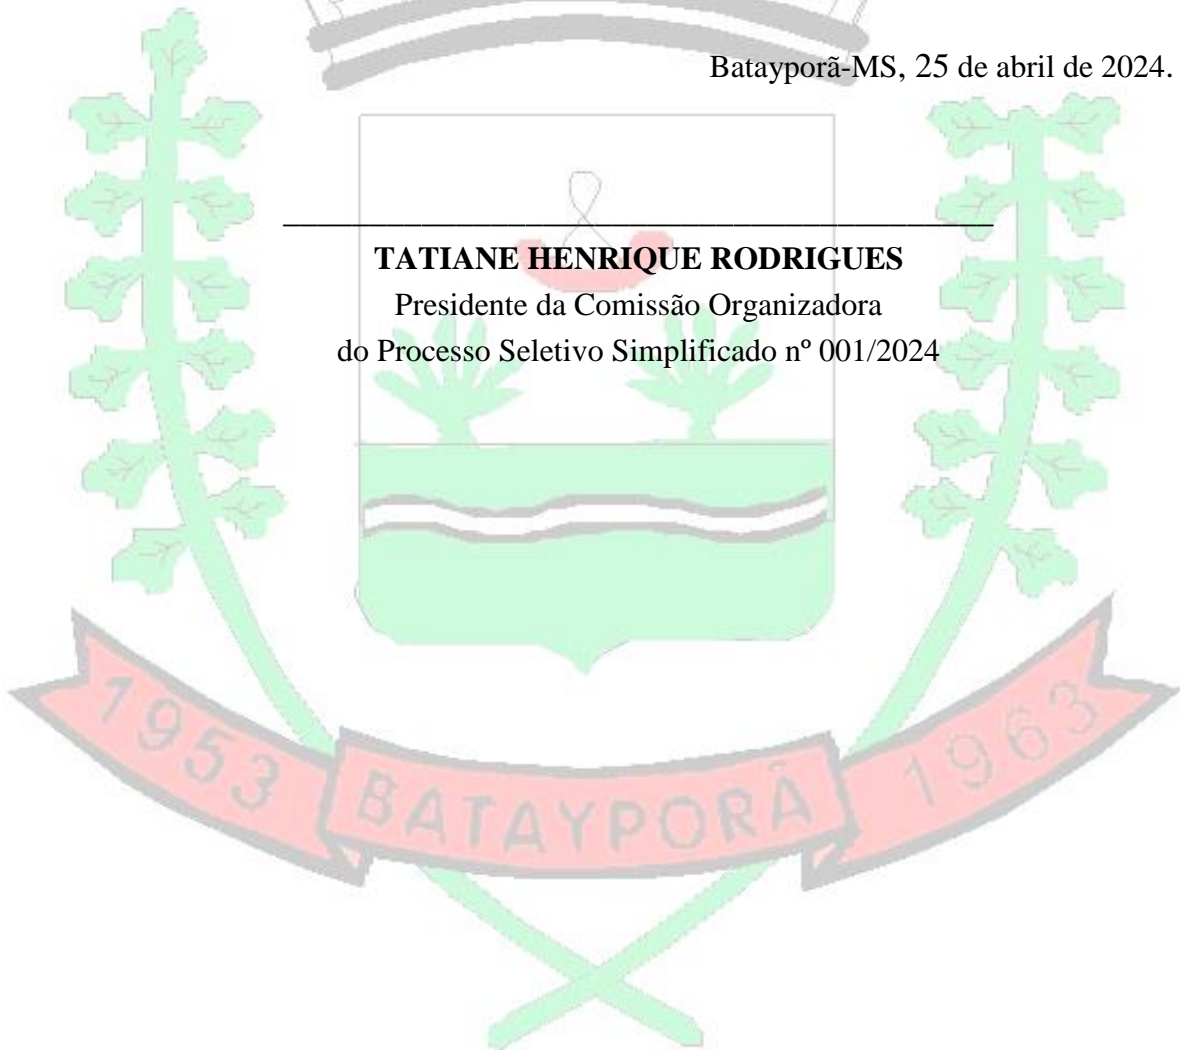 Batayporã-MS, 25 de abril de 2024.
TATIANE HENRIQUE RODRIGUES
Presidente da Comissão Organizadora
do Processo Seletivo Simplificado nº 001/2024
1953 BATAYPORÃ 1963